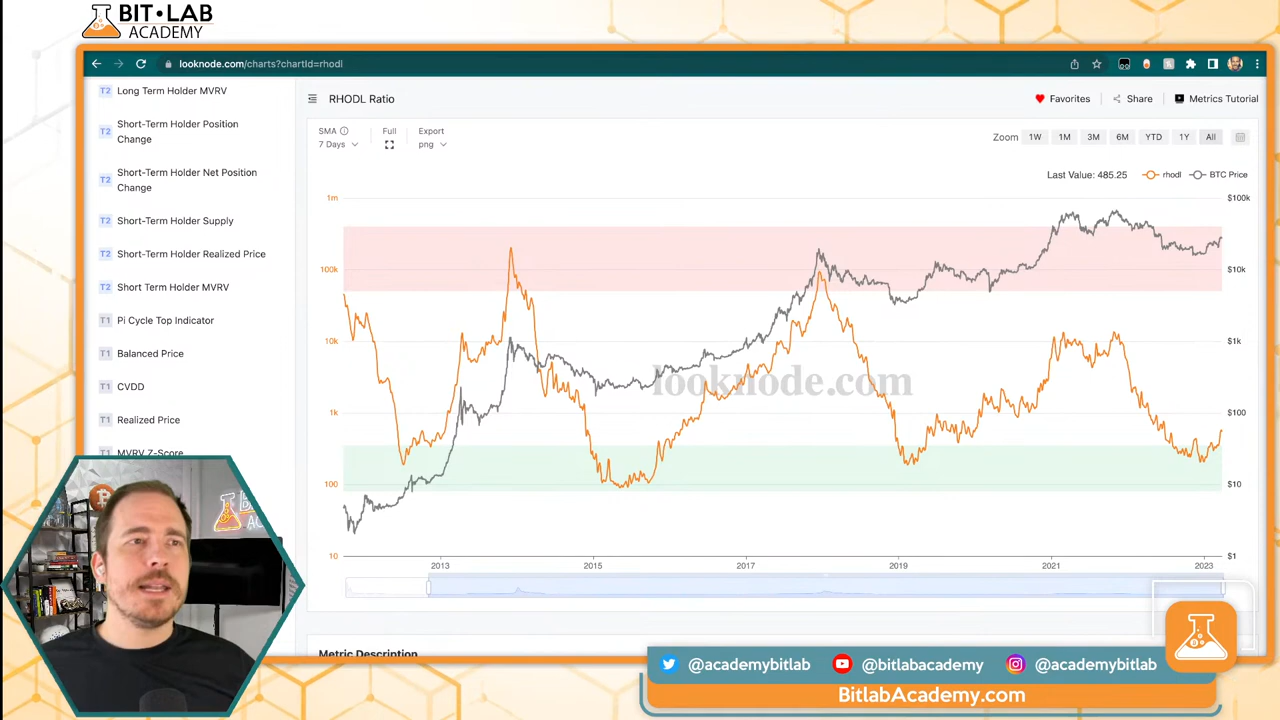 BIT•LAB
ACADEMY
looknode.com/charts?chartId=rhodl
T2 Long Term Holder MVRV
T2 Short-Term Holder Position
Change
T2 Short-Term Holder Net Position
Change
T2 Short-Term Holder Supply
T2 Short-Term Holder Realized Price
T2 Short Term Holder MVRV
T1 Pi Cycle Top Indicator
T1 Balanced Price
T1 CVDD
T1 Realized Price
T1 MVRV Z-Score
RHODL Ratio
Favorites
Share
Metrics Tutorial
SMA
7 Days
Full
Export
png
Zoom 1W 1M 3M 6M YTD 1Y All
Last Value: 485.25 rhodl BTC Price
1m $100k
100k $10k
10k $1k
looknode.com
1k $100
100 $10
10 $1
2013 2015 2017 2019 2021 2023
Metric Description
@academybitlab @bitlabacademy @academybitlab
BitlabAcademy.com